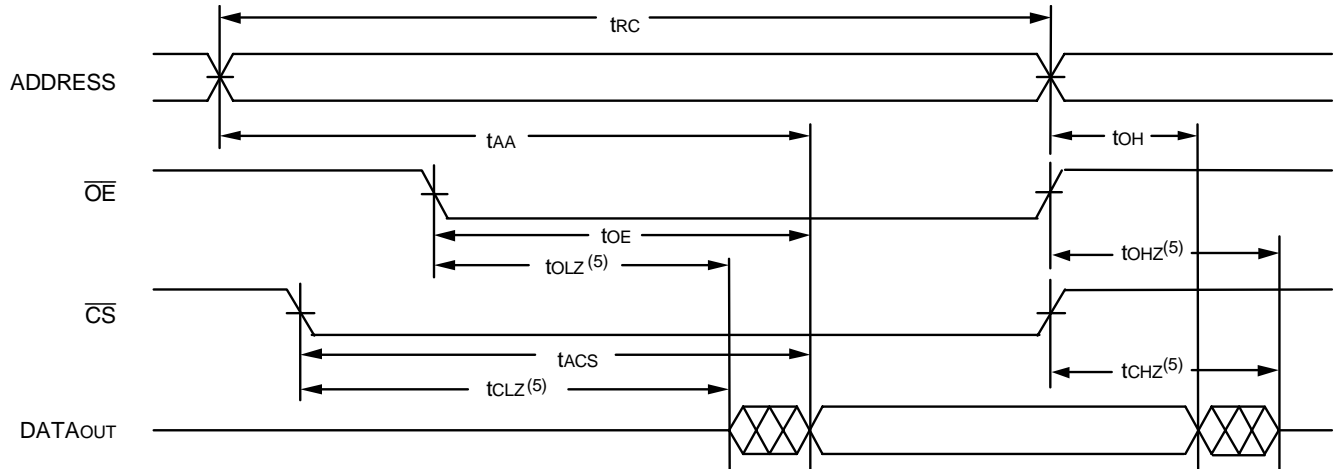 tRC
ADDRESS
tAA
tOH
OE
tOE
tOLZ(5)
tOHZ(5)
CS
tACS
tCLZ(5)
tCHZ(5)
DATAOUT